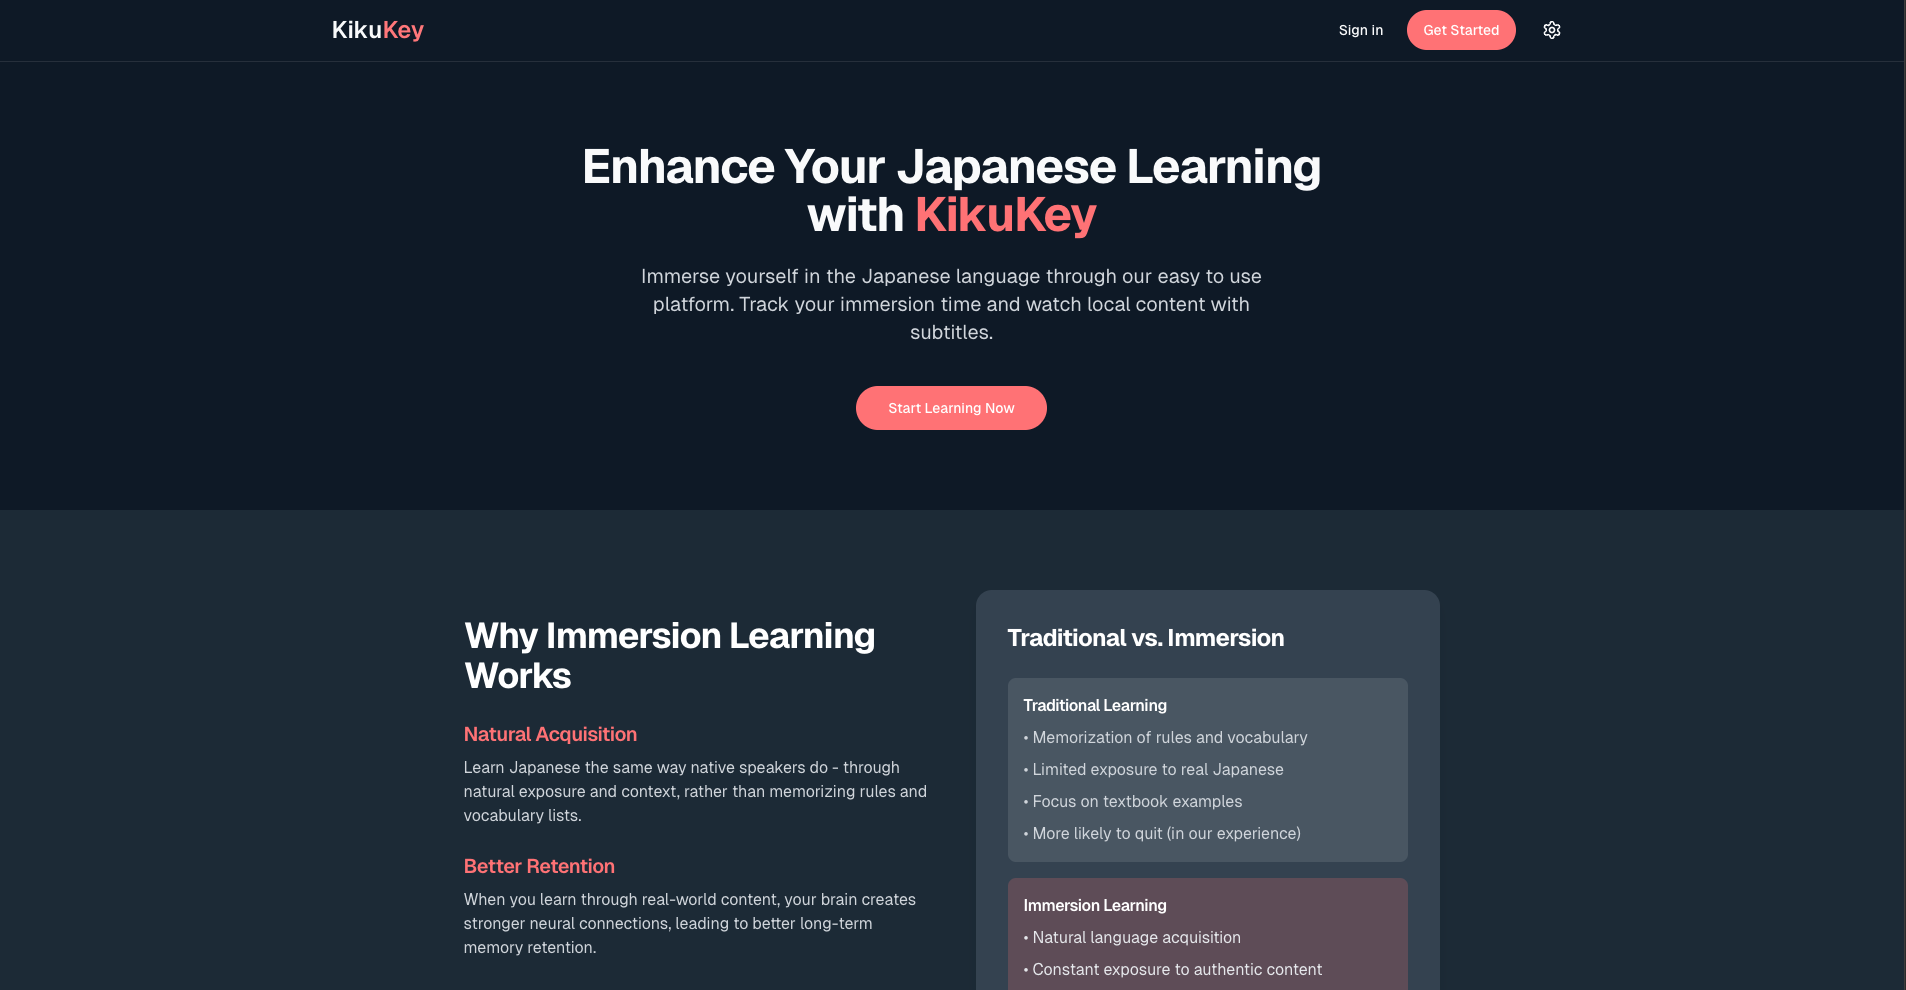 KikuKey
Sign in
Get Started
Enhance Your Japanese Learning
with KikuKey
Immerse yourself in the Japanese language through our easy to use
platform. Track your immersion time and watch local content with
subtitles.
Start Learning Now
Why Immersion Learning
Works
Natural Acquisition
Learn Japanese the same way native speakers do - through
natural exposure and context, rather than memorizing rules and
vocabulary lists.
Better Retention
When you learn through real-world content, your brain creates
stronger neural connections, leading to better long-term
memory retention.
Traditional vs. Immersion
Traditional Learning
• Memorization of rules and vocabulary
• Limited exposure to real Japanese
• Focus on textbook examples
• More likely to quit (in our experience)
Immersion Learning
• Natural language acquisition
• Constant exposure to authentic content